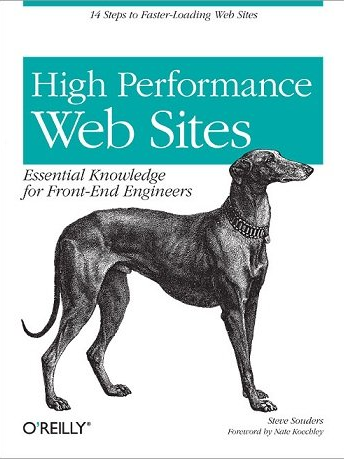 14 Steps to Faster-Loading Web Sites
High Performance
Web Sites
Essential Knowledge
for Front-End Engineers
Steve Souders
Foreword by Nate Koechley
O'REILLY®